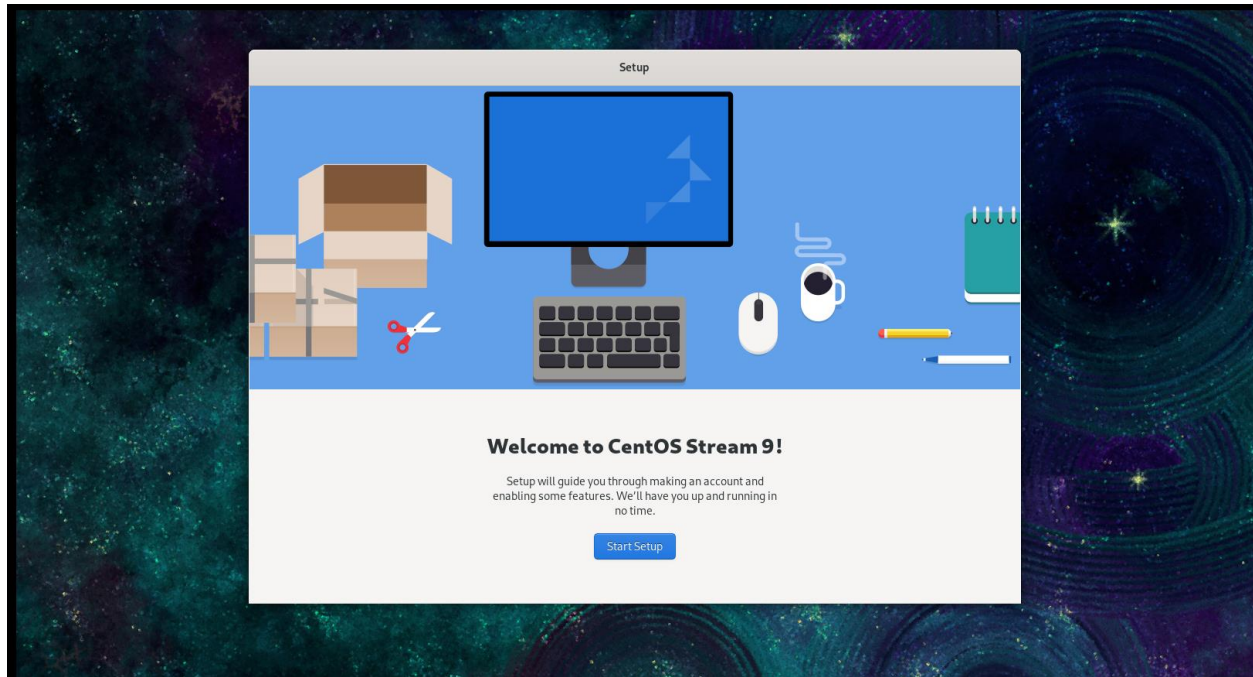 Setup
Welcome to CentOS Stream 9!
Setup will guide you through making an account and
enabling some features. We'll have you up and running in
no time.
Start Setup